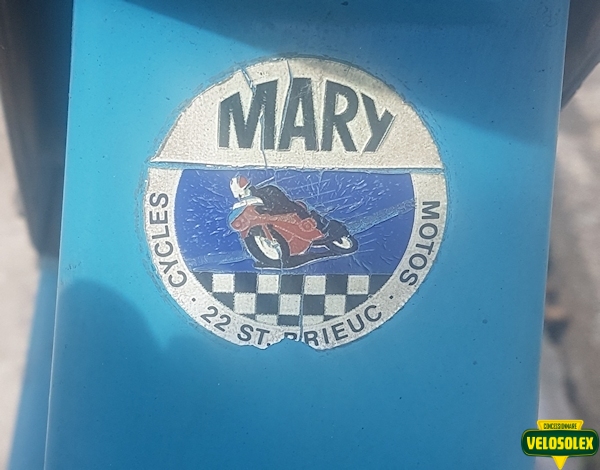 MARY
CYCLES
MOTOS
· 22 ST. BRIEUC ·
CONCESSIONNAIRE
VELOSOLEX